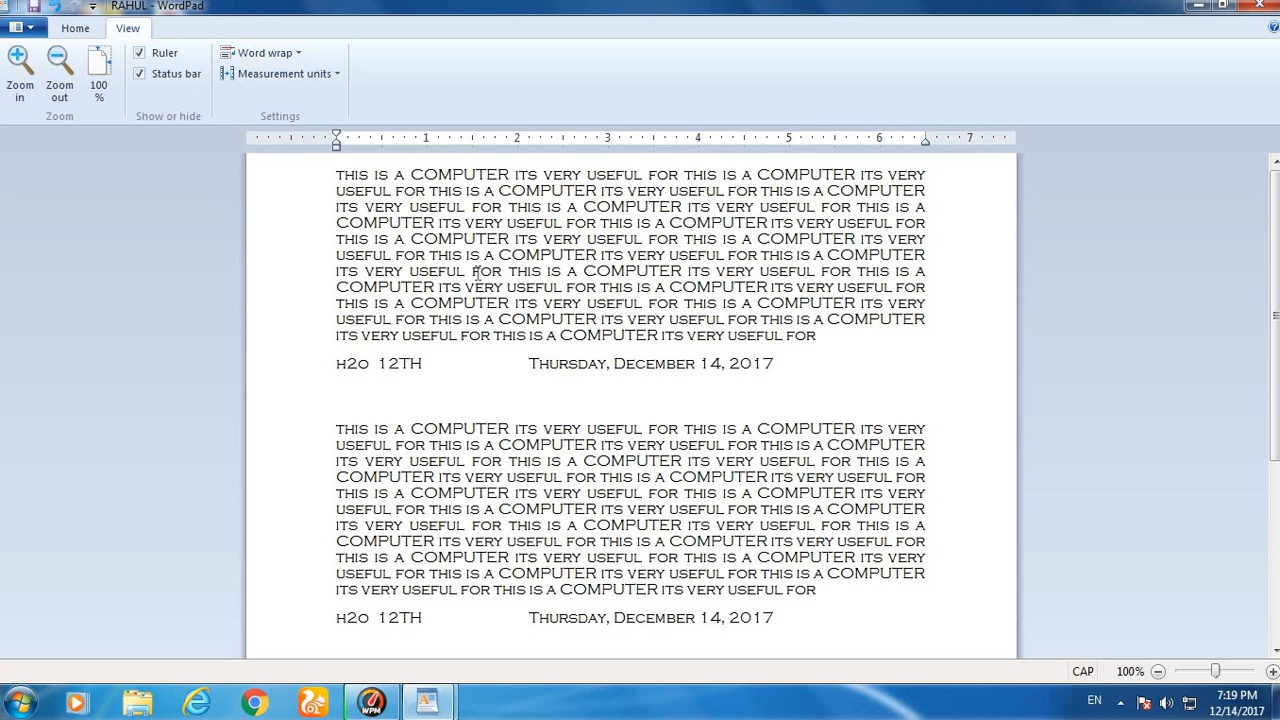 RAHUL - WordPad
Home View
Zoom in
Zoom out
100 %
Ruler
Status bar
Word wrap
Measurement units
Zoom Show or hide Settings
1 2 3 4 5 6 7
THIS IS A COMPUTER ITS VERY USEFUL FOR THIS IS A COMPUTER ITS VERY
USEFUL FOR THIS IS A COMPUTER ITS VERY USEFUL FOR THIS IS A COMPUTER
ITS VERY USEFUL FOR THIS IS A COMPUTER ITS VERY USEFUL FOR THIS IS A
COMPUTER ITS VERY USEFUL FOR THIS IS A COMPUTER ITS VERY USEFUL FOR
THIS IS A COMPUTER ITS VERY USEFUL FOR THIS IS A COMPUTER ITS VERY
USEFUL FOR THIS IS A COMPUTER ITS VERY USEFUL FOR THIS IS A COMPUTER
ITS VERY USEFUL FOR THIS IS A COMPUTER ITS VERY USEFUL FOR THIS IS A
COMPUTER ITS VERY USEFUL FOR THIS IS A COMPUTER ITS VERY USEFUL FOR
THIS IS A COMPUTER ITS VERY USEFUL FOR THIS IS A COMPUTER ITS VERY
USEFUL FOR THIS IS A COMPUTER ITS VERY USEFUL FOR THIS IS A COMPUTER
ITS VERY USEFUL FOR THIS IS A COMPUTER ITS VERY USEFUL FOR
H2O 12TH Thursday, December 14, 2017
THIS IS A COMPUTER ITS VERY USEFUL FOR THIS IS A COMPUTER ITS VERY
USEFUL FOR THIS IS A COMPUTER ITS VERY USEFUL FOR THIS IS A COMPUTER
ITS VERY USEFUL FOR THIS IS A COMPUTER ITS VERY USEFUL FOR THIS IS A
COMPUTER ITS VERY USEFUL FOR THIS IS A COMPUTER ITS VERY USEFUL FOR
THIS IS A COMPUTER ITS VERY USEFUL FOR THIS IS A COMPUTER ITS VERY
USEFUL FOR THIS IS A COMPUTER ITS VERY USEFUL FOR THIS IS A COMPUTER
ITS VERY USEFUL FOR THIS IS A COMPUTER ITS VERY USEFUL FOR THIS IS A
COMPUTER ITS VERY USEFUL FOR THIS IS A COMPUTER ITS VERY USEFUL FOR
THIS IS A COMPUTER ITS VERY USEFUL FOR THIS IS A COMPUTER ITS VERY
USEFUL FOR THIS IS A COMPUTER ITS VERY USEFUL FOR THIS IS A COMPUTER
ITS VERY USEFUL FOR THIS IS A COMPUTER ITS VERY USEFUL FOR
H2O 12TH Thursday, December 14, 2017
CAP 100%
WPM
EN 7:19 PM
12/14/2017